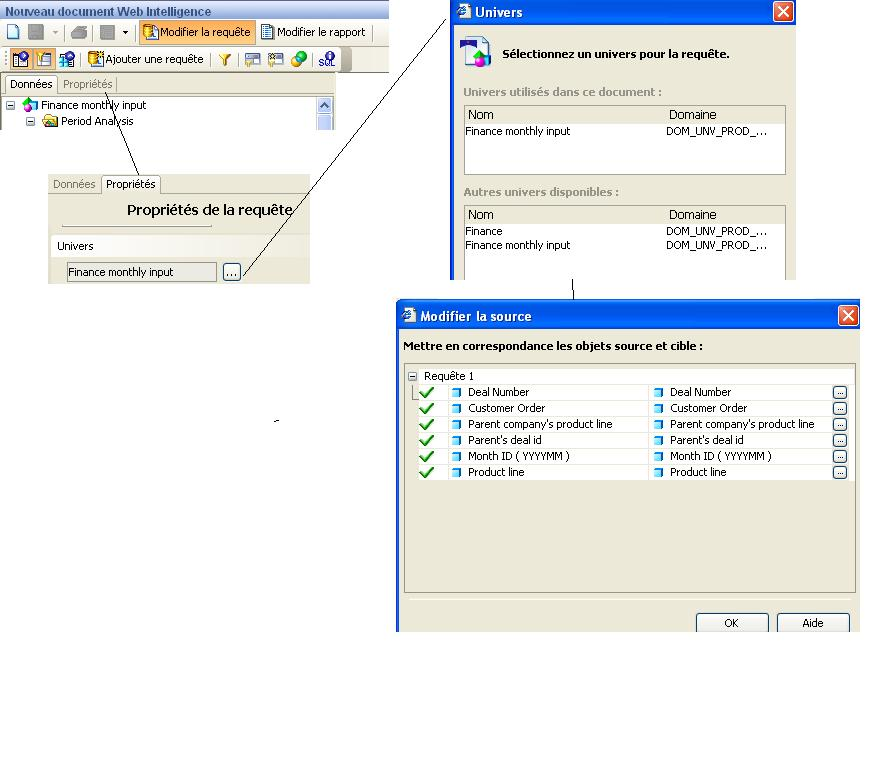 Nouveau document Web Intelligence
Modifier la requête Modifier le rapport
Ajouter une requête SQL
Données Propriétés
Finance monthly input
Period Analysis
Données Propriétés
Propriétés de la requête
Univers
Finance monthly input ...
Univers
Sélectionnez un univers pour la requête.
Univers utilisés dans ce document :
Nom Domaine
Finance monthly input DOM_UNV_PROD_...
Autres univers disponibles :
Nom Domaine
Finance DOM_UNV_PROD_...
Finance monthly input DOM_UNV_PROD_...
Modifier la source
Mettre en correspondance les objets source et cible :
Requête 1
Deal Number Deal Number ...
Customer Order Customer Order ...
Parent company's product line Parent company's product line ...
Parent's deal id Parent's deal id ...
Month ID ( YYYYMM ) Month ID ( YYYYMM ) ...
Product line Product line ...
OK Aide